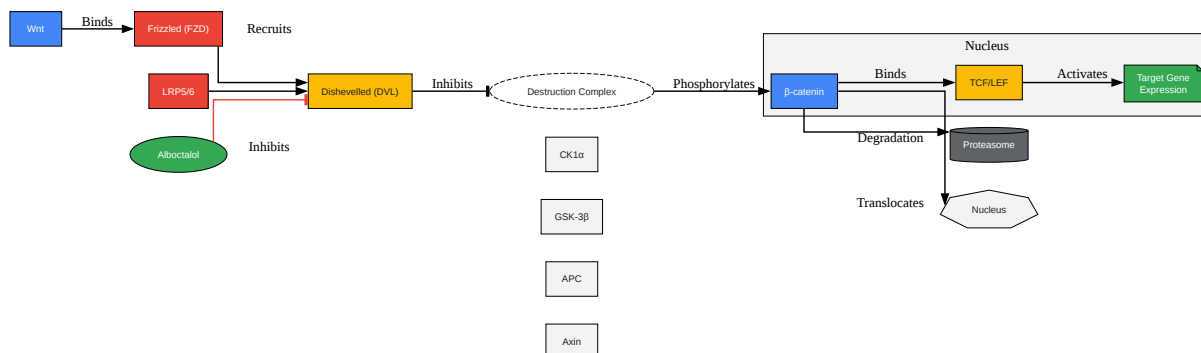 Wnt
Binds
Frizzled (FZD)
Recruits
LRP5/6
Dishevelled (DVL)
Inhibits
Destruction Complex
Phosphorylates
Nucleus
β-catenin
Binds
TCF/LEF
Activates
Target Gene
Expression
Alboctalol
Inhibits
CK1α
Degradation
Proteasome
GSK-3β
Translocates
Nucleus
APC
Axin